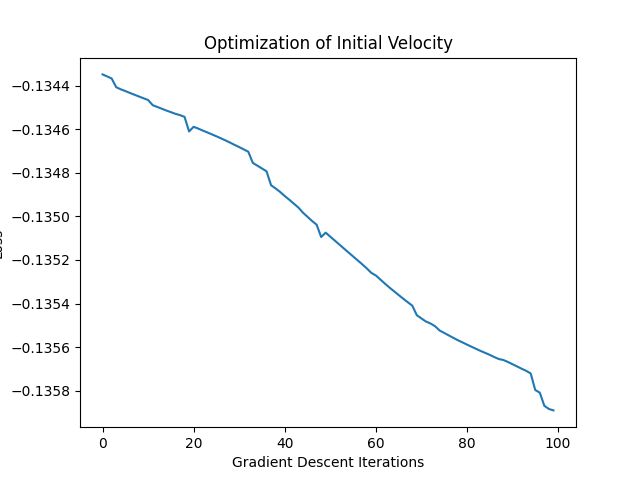 Optimization of Initial Velocity
−0.1344
−0.1346
−0.1348
−0.1350
−0.1352
−0.1354
−0.1356
−0.1358
0 20 40 60 80 100
Gradient Descent Iterations